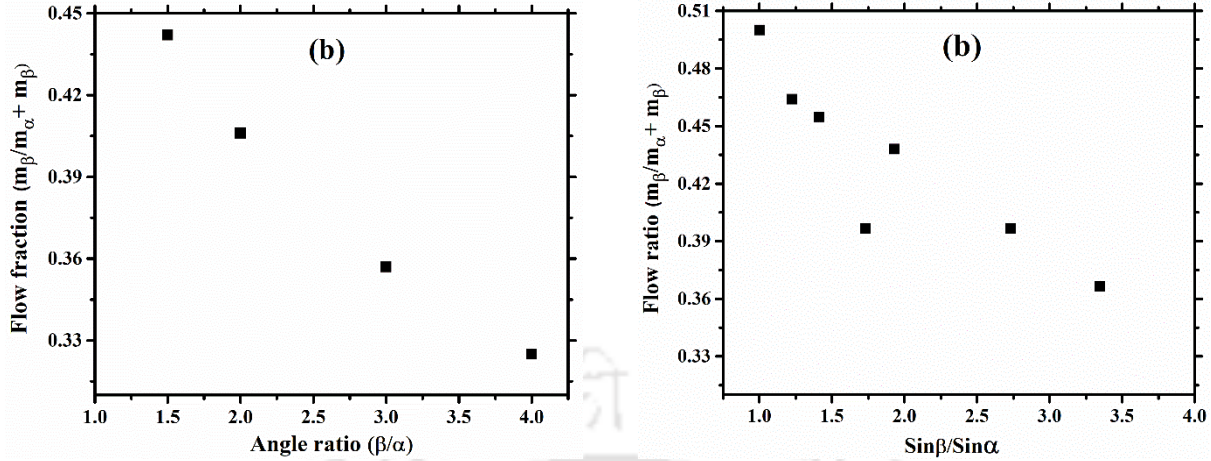 (b)
0.45
0.42
0.39
0.36
0.33
1.0 1.5 2.0 2.5 3.0 3.5 4.0
Angle ratio (β/α)
Flow fraction (mβ/mα+ mβ)
(b)
0.51
0.48
0.45
0.42
0.39
0.36
0.33
1.0 1.5 2.0 2.5 3.0 3.5 4.0
Sinβ/Sinα
Flow ratio (mβ/mα+ mβ)